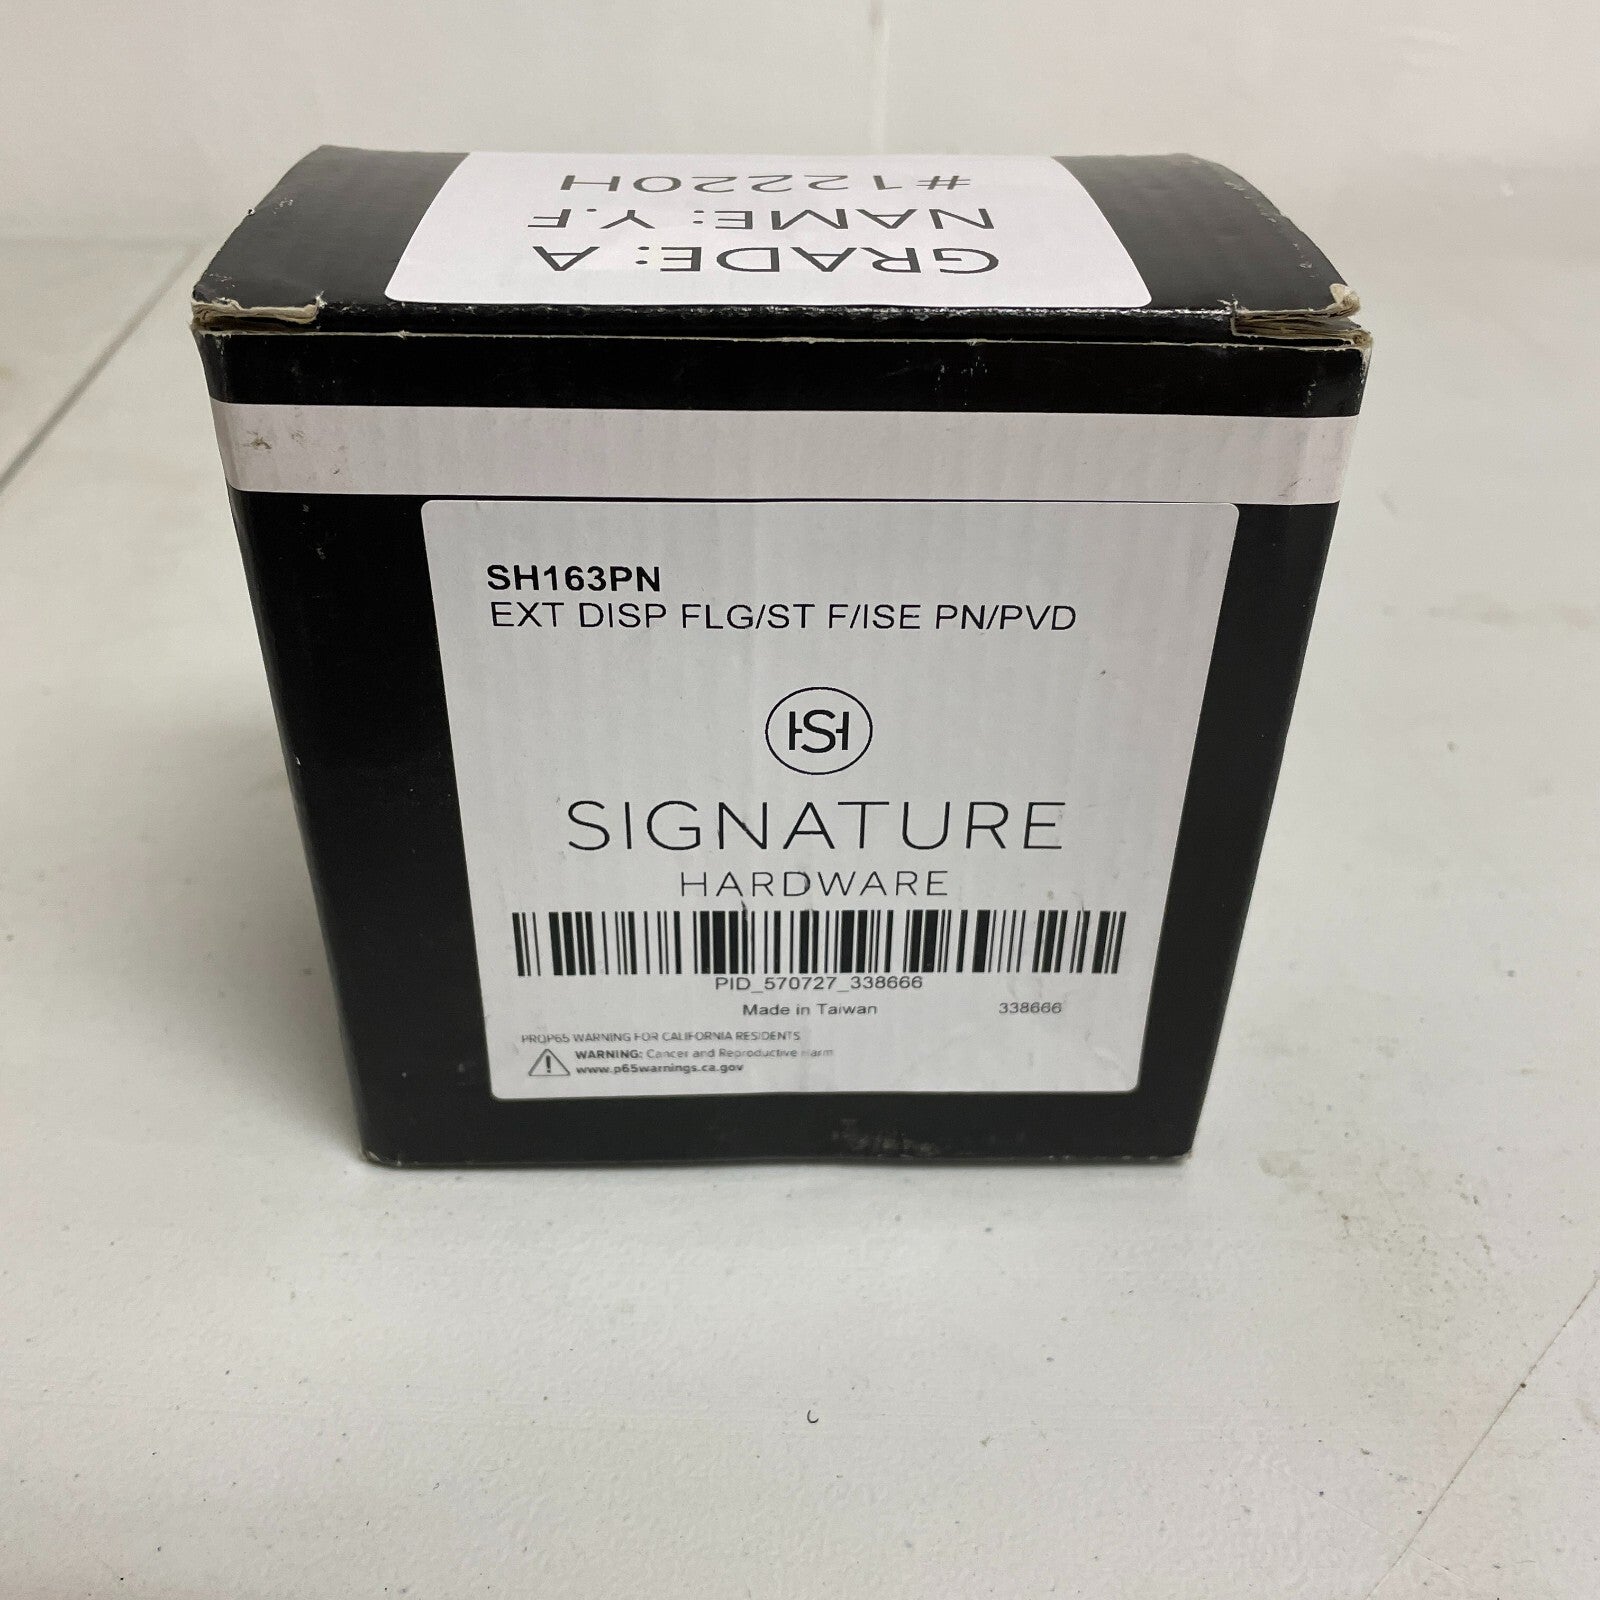 #12220H
NAME: Y.F
GRADE: A
SH163PN
EXT DISP FLG/ST F/ISE PN/PVD
SH
SIGNATURE
HARDWARE
PID_570727_338666
Made in Taiwan 338666
PROP65 WARNING FOR CALIFORNIA RESIDENTS
WARNING: Cancer and Reproductive Harm
www.p65warnings.ca.gov